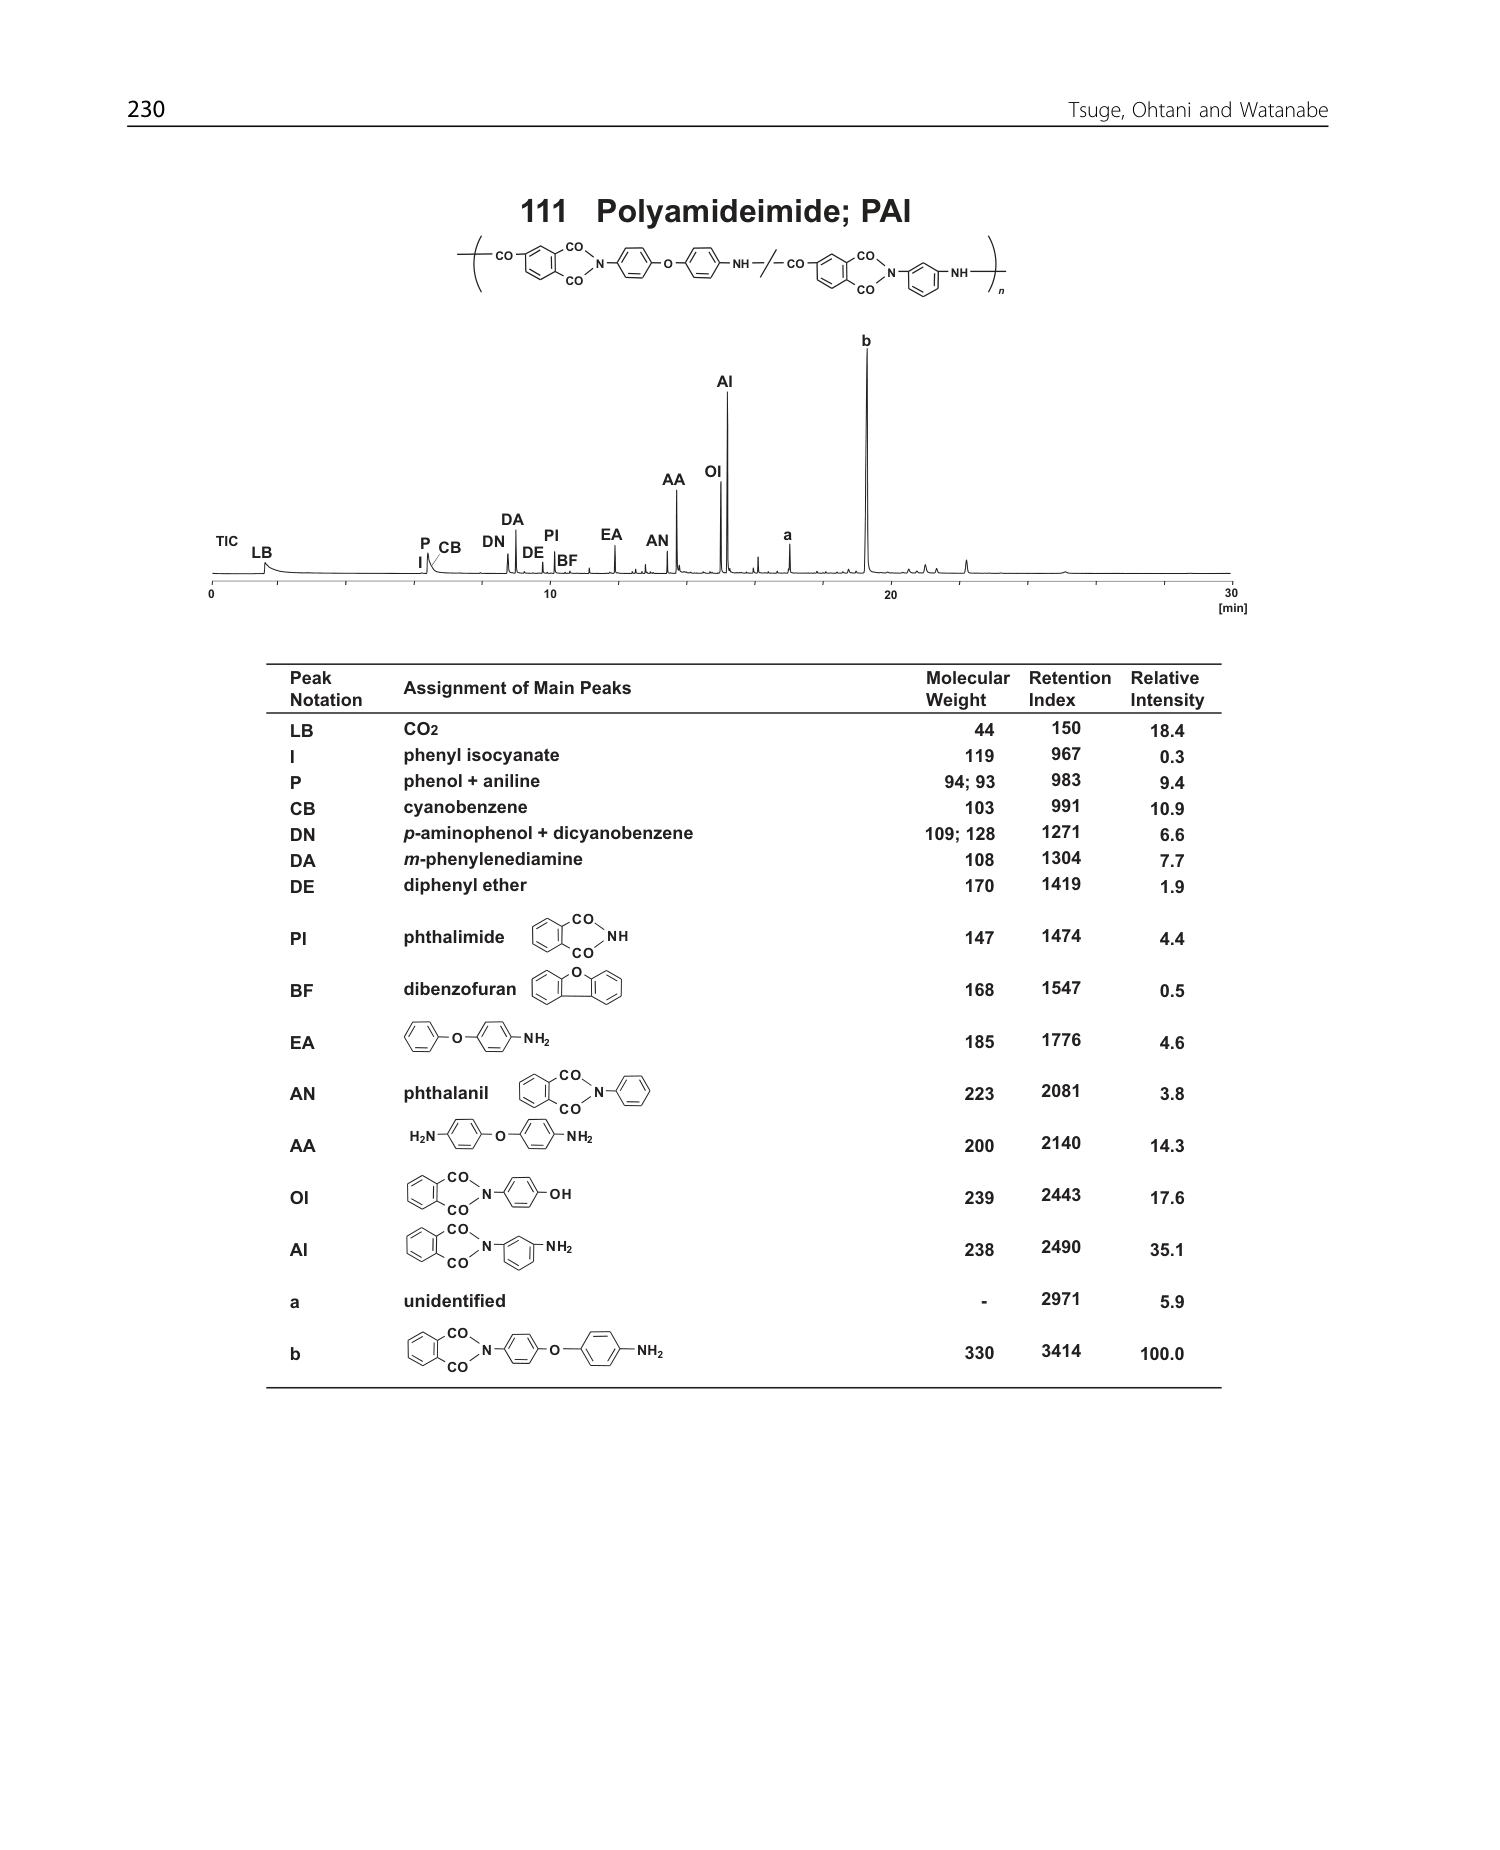 230 Tsuge, Ohtani and Watanabe
111 Polyamideimide; PAI
CO CO CO N O NH CO CO CO N NH n
b
AI
OI
AA
DA
TIC LB P I CB DN DE PI BF EA AN a
0 10 20 30
[min]
Peak Notation Assignment of Main Peaks Molecular Weight Retention Index Relative Intensity
LB CO2 44 150 18.4
I phenyl isocyanate 119 967 0.3
P phenol + aniline 94; 93 983 9.4
CB cyanobenzene 103 991 10.9
DN p-aminophenol + dicyanobenzene 109; 128 1271 6.6
DA m-phenylenediamine 108 1304 7.7
DE diphenyl ether 170 1419 1.9
PI phthalimide CO CO NH 147 1474 4.4
BF dibenzofuran O 168 1547 0.5
EA O NH2 185 1776 4.6
AN phthalanil CO CO N 223 2081 3.8
AA H2N O NH2 200 2140 14.3
OI CO CO N OH 239 2443 17.6
AI CO CO N NH2 238 2490 35.1
a unidentified - 2971 5.9
b CO CO N O NH2 330 3414 100.0